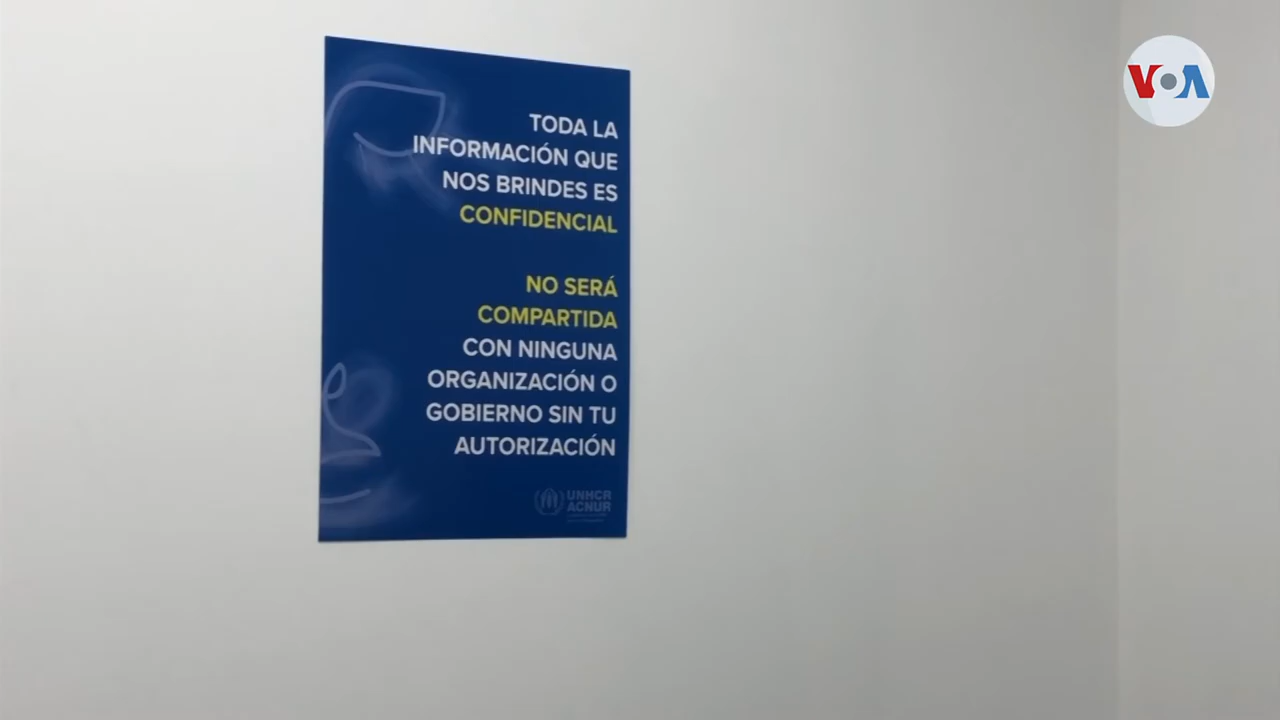 VOA
TODA LA
INFORMACIÓN QUE
NOS BRINDES ES
CONFIDENCIAL
NO SERÁ
COMPARTIDA
CON NINGUNA
ORGANIZACIÓN O
GOBIERNO SIN TU
AUTORIZACIÓN
UNHCR
ACNUR